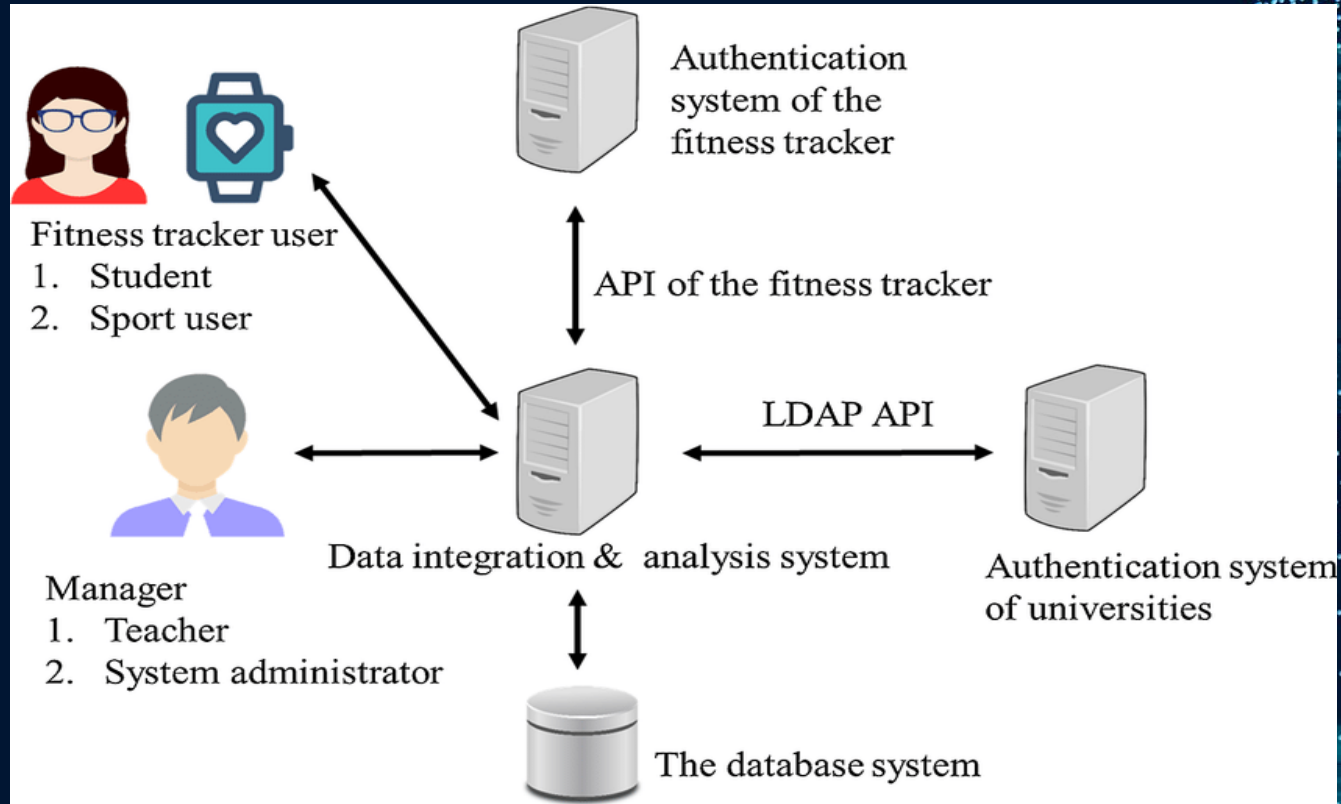 Authentication
system of the
fitness tracker
Fitness tracker user
1. Student
2. Sport user
API of the fitness tracker
LDAP API
Data integration & analysis system
Authentication system
of universities
Manager
1. Teacher
2. System administrator
The database system